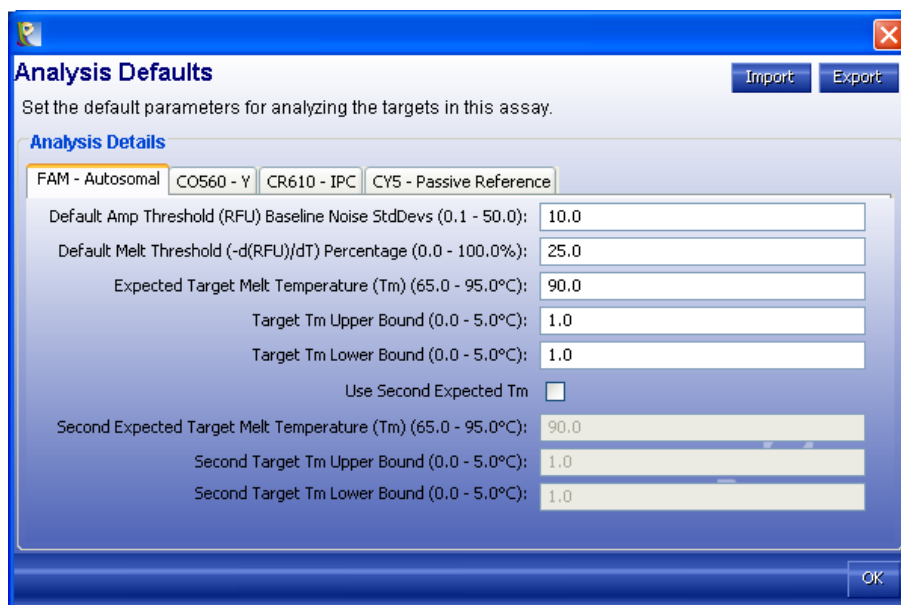 Analysis Defaults
Import Export
Set the default parameters for analyzing the targets in this assay.
Analysis Details
FAM - Autosomal CO560 - Y CR610 - IPC CY5 - Passive Reference
Default Amp Threshold (RFU) Baseline Noise StdDevs (0.1 - 50.0): 10.0
Default Melt Threshold (-d(RFU)/dT) Percentage (0.0 - 100.0%): 25.0
Expected Target Melt Temperature (Tm) (65.0 - 95.0°C): 90.0
Target Tm Upper Bound (0.0 - 5.0°C): 1.0
Target Tm Lower Bound (0.0 - 5.0°C): 1.0
Use Second Expected Tm
Second Expected Target Melt Temperature (Tm) (65.0 - 95.0°C): 90.0
Second Target Tm Upper Bound (0.0 - 5.0°C): 1.0
Second Target Tm Lower Bound (0.0 - 5.0°C): 1.0
OK